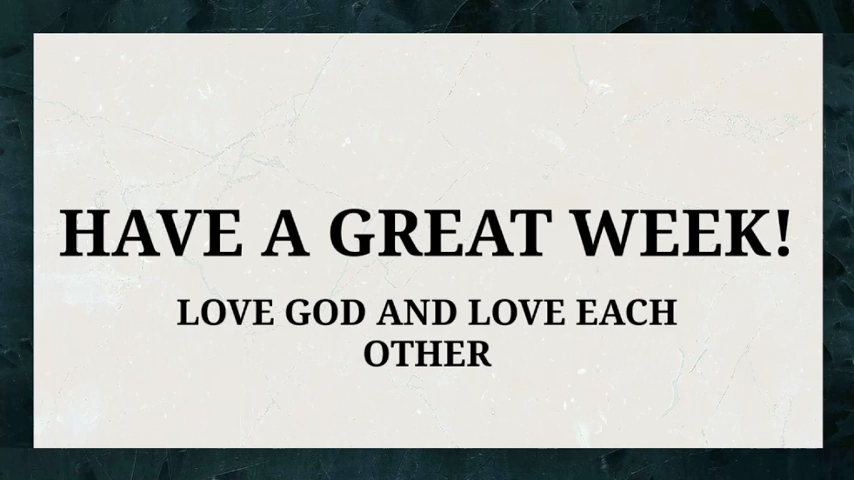 HAVE A GREAT WEEK!
LOVE GOD AND LOVE EACH
OTHER